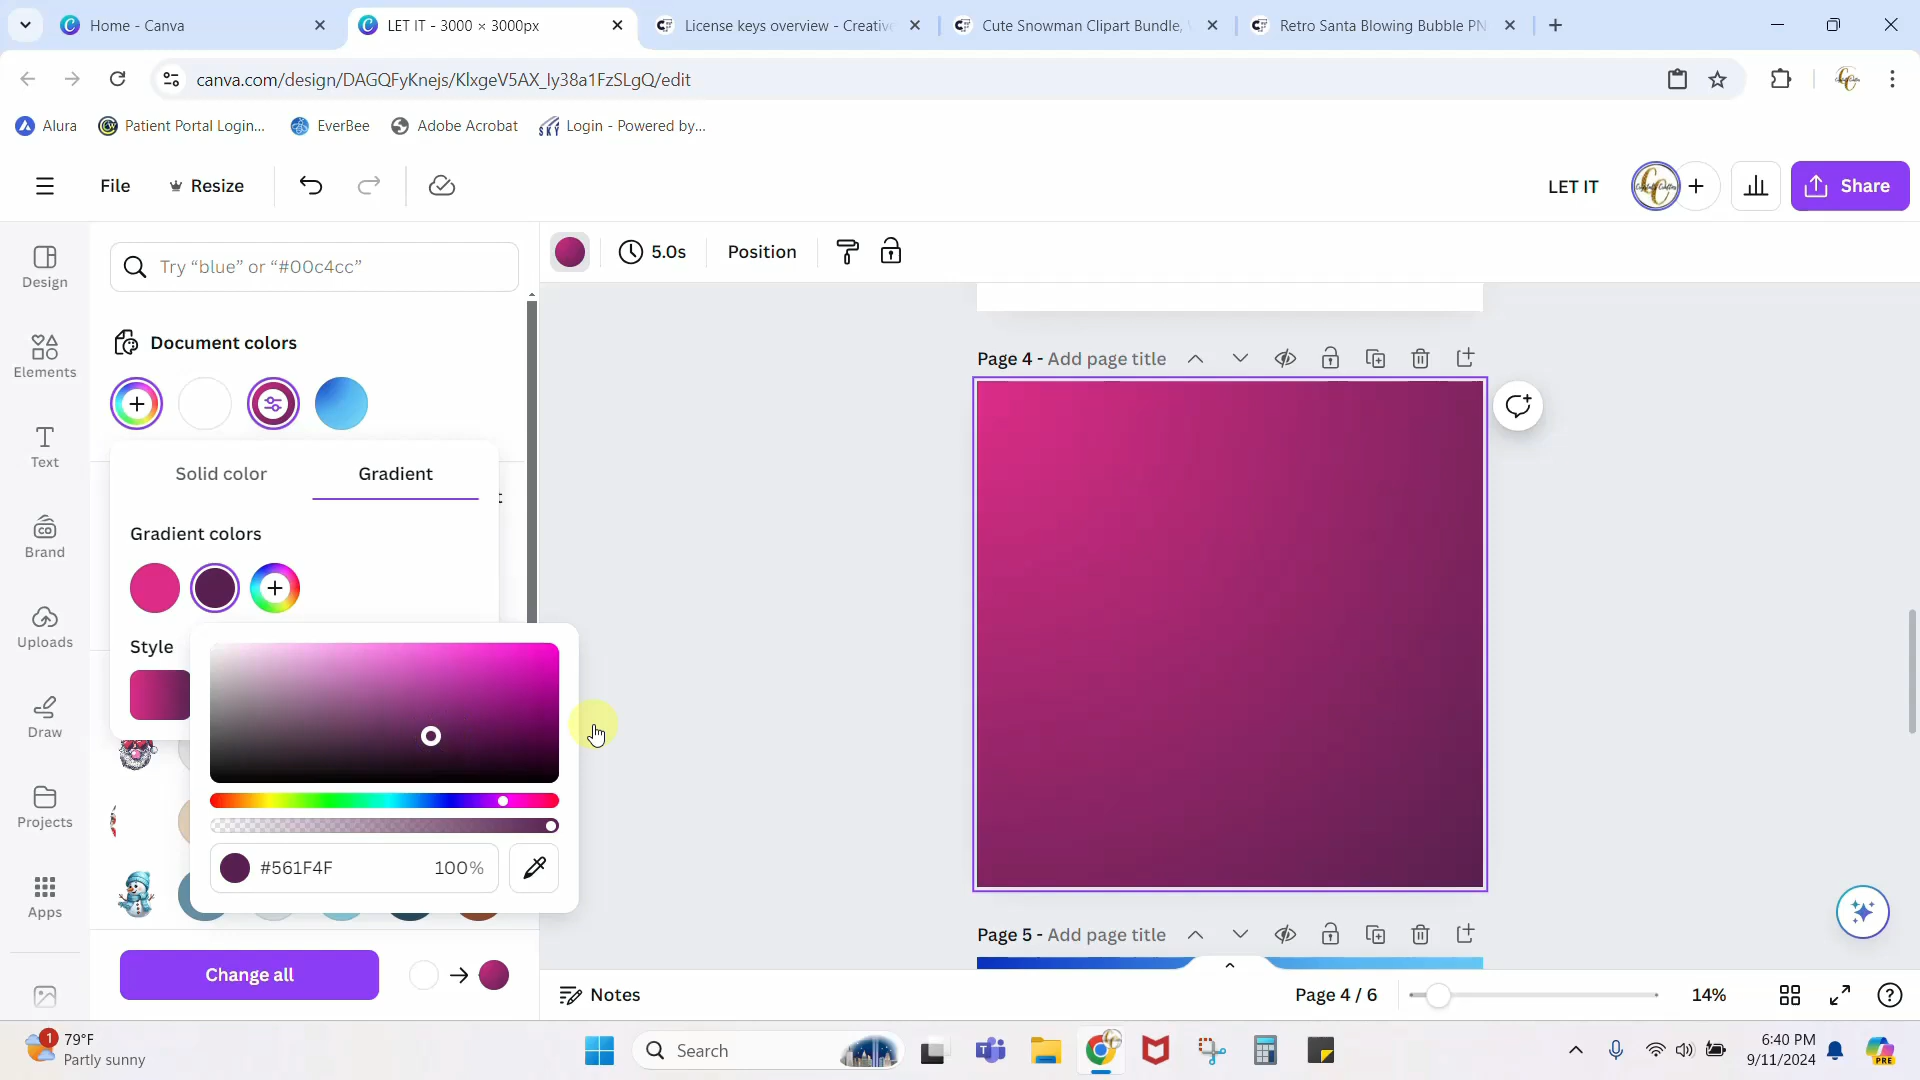 Home - Canva
LET IT - 3000 × 3000px
License keys overview - Creative
Cute Snowman Clipart Bundle,
Retro Santa Blowing Bubble PN
canva.com/design/DAGQFyKnejs/KlxgeV5AX_ly38a1FzSLgQ/edit
Alura
Patient Portal Login...
EverBee
Adobe Acrobat
Login - Powered by...
File
Resize
LET IT
Share
Design
Elements
Text
Brand
Uploads
Draw
Projects
Apps
Try “blue” or “#00c4cc”
Document colors
Solid color
Gradient
Gradient colors
Style
#561F4F
100%
Change all
5.0s
Position
Page 4 - Add page title
Page 5 - Add page title
Notes
Page 4 / 6
14%
1
79°F
Partly sunny
Search
6:40 PM
9/11/2024
PRE